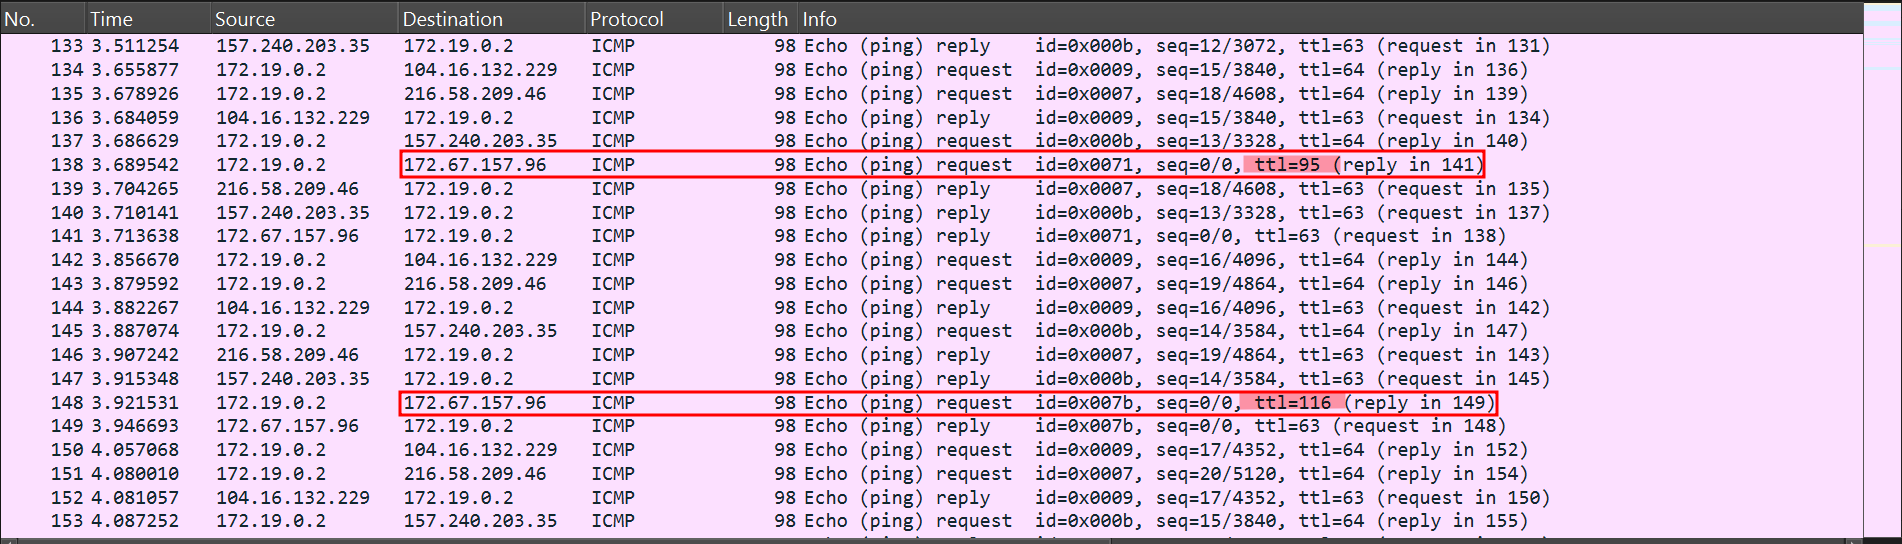 No. Time Source Destination Protocol Length Info
133 3.511254 157.240.203.35 172.19.0.2 ICMP 98 Echo (ping) reply id=0x000b, seq=12/3072, ttl=63 (request in 131)
134 3.655877 172.19.0.2 104.16.132.229 ICMP 98 Echo (ping) request id=0x0009, seq=15/3840, ttl=64 (reply in 136)
135 3.678926 172.19.0.2 216.58.209.46 ICMP 98 Echo (ping) request id=0x0007, seq=18/4608, ttl=64 (reply in 139)
136 3.684059 104.16.132.229 172.19.0.2 ICMP 98 Echo (ping) reply id=0x0009, seq=15/3840, ttl=63 (request in 134)
137 3.686629 172.19.0.2 157.240.203.35 ICMP 98 Echo (ping) request id=0x000b, seq=13/3328, ttl=64 (reply in 140)
138 3.689542 172.19.0.2 172.67.157.96 ICMP 98 Echo (ping) request id=0x0071, seq=0/0, ttl=95 (reply in 141)
139 3.704265 216.58.209.46 172.19.0.2 ICMP 98 Echo (ping) reply id=0x0007, seq=18/4608, ttl=63 (request in 135)
140 3.710141 157.240.203.35 172.19.0.2 ICMP 98 Echo (ping) reply id=0x000b, seq=13/3328, ttl=63 (request in 137)
141 3.713638 172.67.157.96 172.19.0.2 ICMP 98 Echo (ping) reply id=0x0071, seq=0/0, ttl=63 (request in 138)
142 3.856670 172.19.0.2 104.16.132.229 ICMP 98 Echo (ping) request id=0x0009, seq=16/4096, ttl=64 (reply in 144)
143 3.879592 172.19.0.2 216.58.209.46 ICMP 98 Echo (ping) request id=0x0007, seq=19/4864, ttl=64 (reply in 146)
144 3.882267 104.16.132.229 172.19.0.2 ICMP 98 Echo (ping) reply id=0x0009, seq=16/4096, ttl=63 (request in 142)
145 3.887074 172.19.0.2 157.240.203.35 ICMP 98 Echo (ping) request id=0x000b, seq=14/3584, ttl=64 (reply in 147)
146 3.907242 216.58.209.46 172.19.0.2 ICMP 98 Echo (ping) reply id=0x0007, seq=19/4864, ttl=63 (request in 143)
147 3.915348 157.240.203.35 172.19.0.2 ICMP 98 Echo (ping) reply id=0x000b, seq=14/3584, ttl=63 (request in 145)
148 3.921531 172.19.0.2 172.67.157.96 ICMP 98 Echo (ping) request id=0x007b, seq=0/0, ttl=116 (reply in 149)
149 3.946693 172.67.157.96 172.19.0.2 ICMP 98 Echo (ping) reply id=0x007b, seq=0/0, ttl=63 (request in 148)
150 4.057068 172.19.0.2 104.16.132.229 ICMP 98 Echo (ping) request id=0x0009, seq=17/4352, ttl=64 (reply in 152)
151 4.080010 172.19.0.2 216.58.209.46 ICMP 98 Echo (ping) request id=0x0007, seq=20/5120, ttl=64 (reply in 154)
152 4.081057 104.16.132.229 172.19.0.2 ICMP 98 Echo (ping) reply id=0x0009, seq=17/4352, ttl=63 (request in 150)
153 4.087252 172.19.0.2 157.240.203.35 ICMP 98 Echo (ping) request id=0x000b, seq=15/3840, ttl=64 (reply in 155)